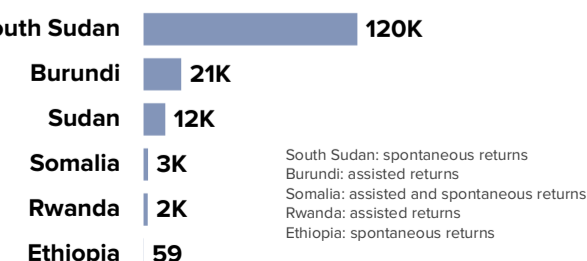 South Sudan 120K
Burundi 21K
Sudan 12K
Somalia 3K
Rwanda 2K
Ethiopia 59
South Sudan: spontaneous returns
Burundi: assisted returns
Somalia: assisted and spontaneous returns
Rwanda: assisted returns
Ethiopia: spontaneous returns